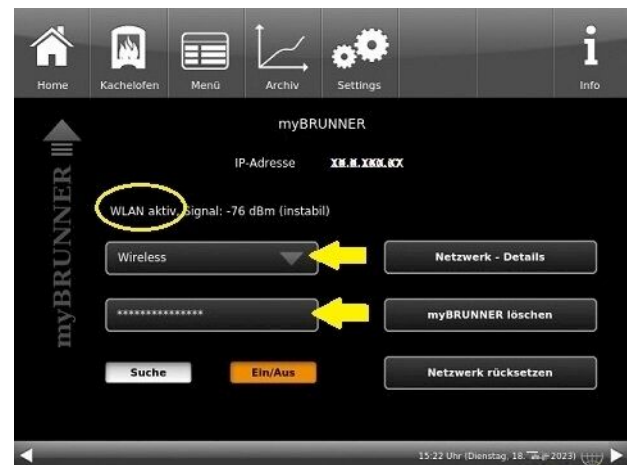 Home Kachelofen Menü Archiv Settings Info
myBRUNNER
IP-Adresse
WLAN aktiv, Signal: -76 dBm (instabil)
Wireless
Netzwerk - Details
***************
myBRUNNER löschen
Suche Ein/Aus Netzwerk rücksetzen
myBRUNNER
15:22 Uhr (Dienstag, 18. 2023)